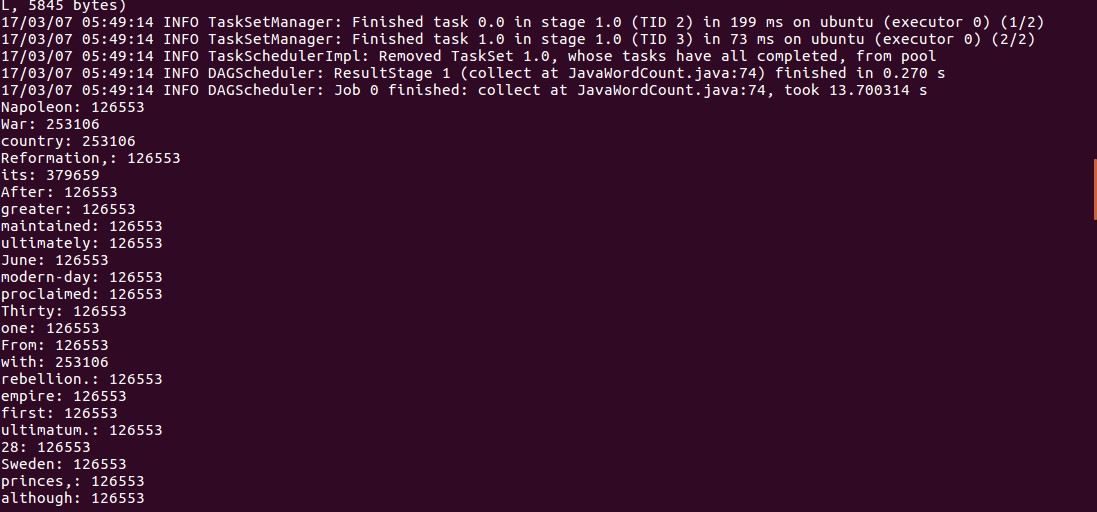 L, 5845 bytes)
17/03/07 05:49:14 INFO TaskSetManager: Finished task 0.0 in stage 1.0 (TID 2) in 199 ms on ubuntu (executor 0) (1/2)
17/03/07 05:49:14 INFO TaskSetManager: Finished task 1.0 in stage 1.0 (TID 3) in 73 ms on ubuntu (executor 0) (2/2)
17/03/07 05:49:14 INFO TaskSchedulerImpl: Removed TaskSet 1.0, whose tasks have all completed, from pool
17/03/07 05:49:14 INFO DAGScheduler: ResultStage 1 (collect at JavaWordCount.java:74) finished in 0.270 s
17/03/07 05:49:14 INFO DAGScheduler: Job 0 finished: collect at JavaWordCount.java:74, took 13.700314 s
Napoleon: 126553
War: 253106
country: 253106
Reformation,: 126553
its: 379659
After: 126553
greater: 126553
maintained: 126553
ultimately: 126553
June: 126553
modern-day: 126553
proclaimed: 126553
Thirty: 126553
one: 126553
From: 126553
with: 253106
rebellion.: 126553
empire: 126553
first: 126553
ultimatum.: 126553
28: 126553
Sweden: 126553
princes,: 126553
although: 126553